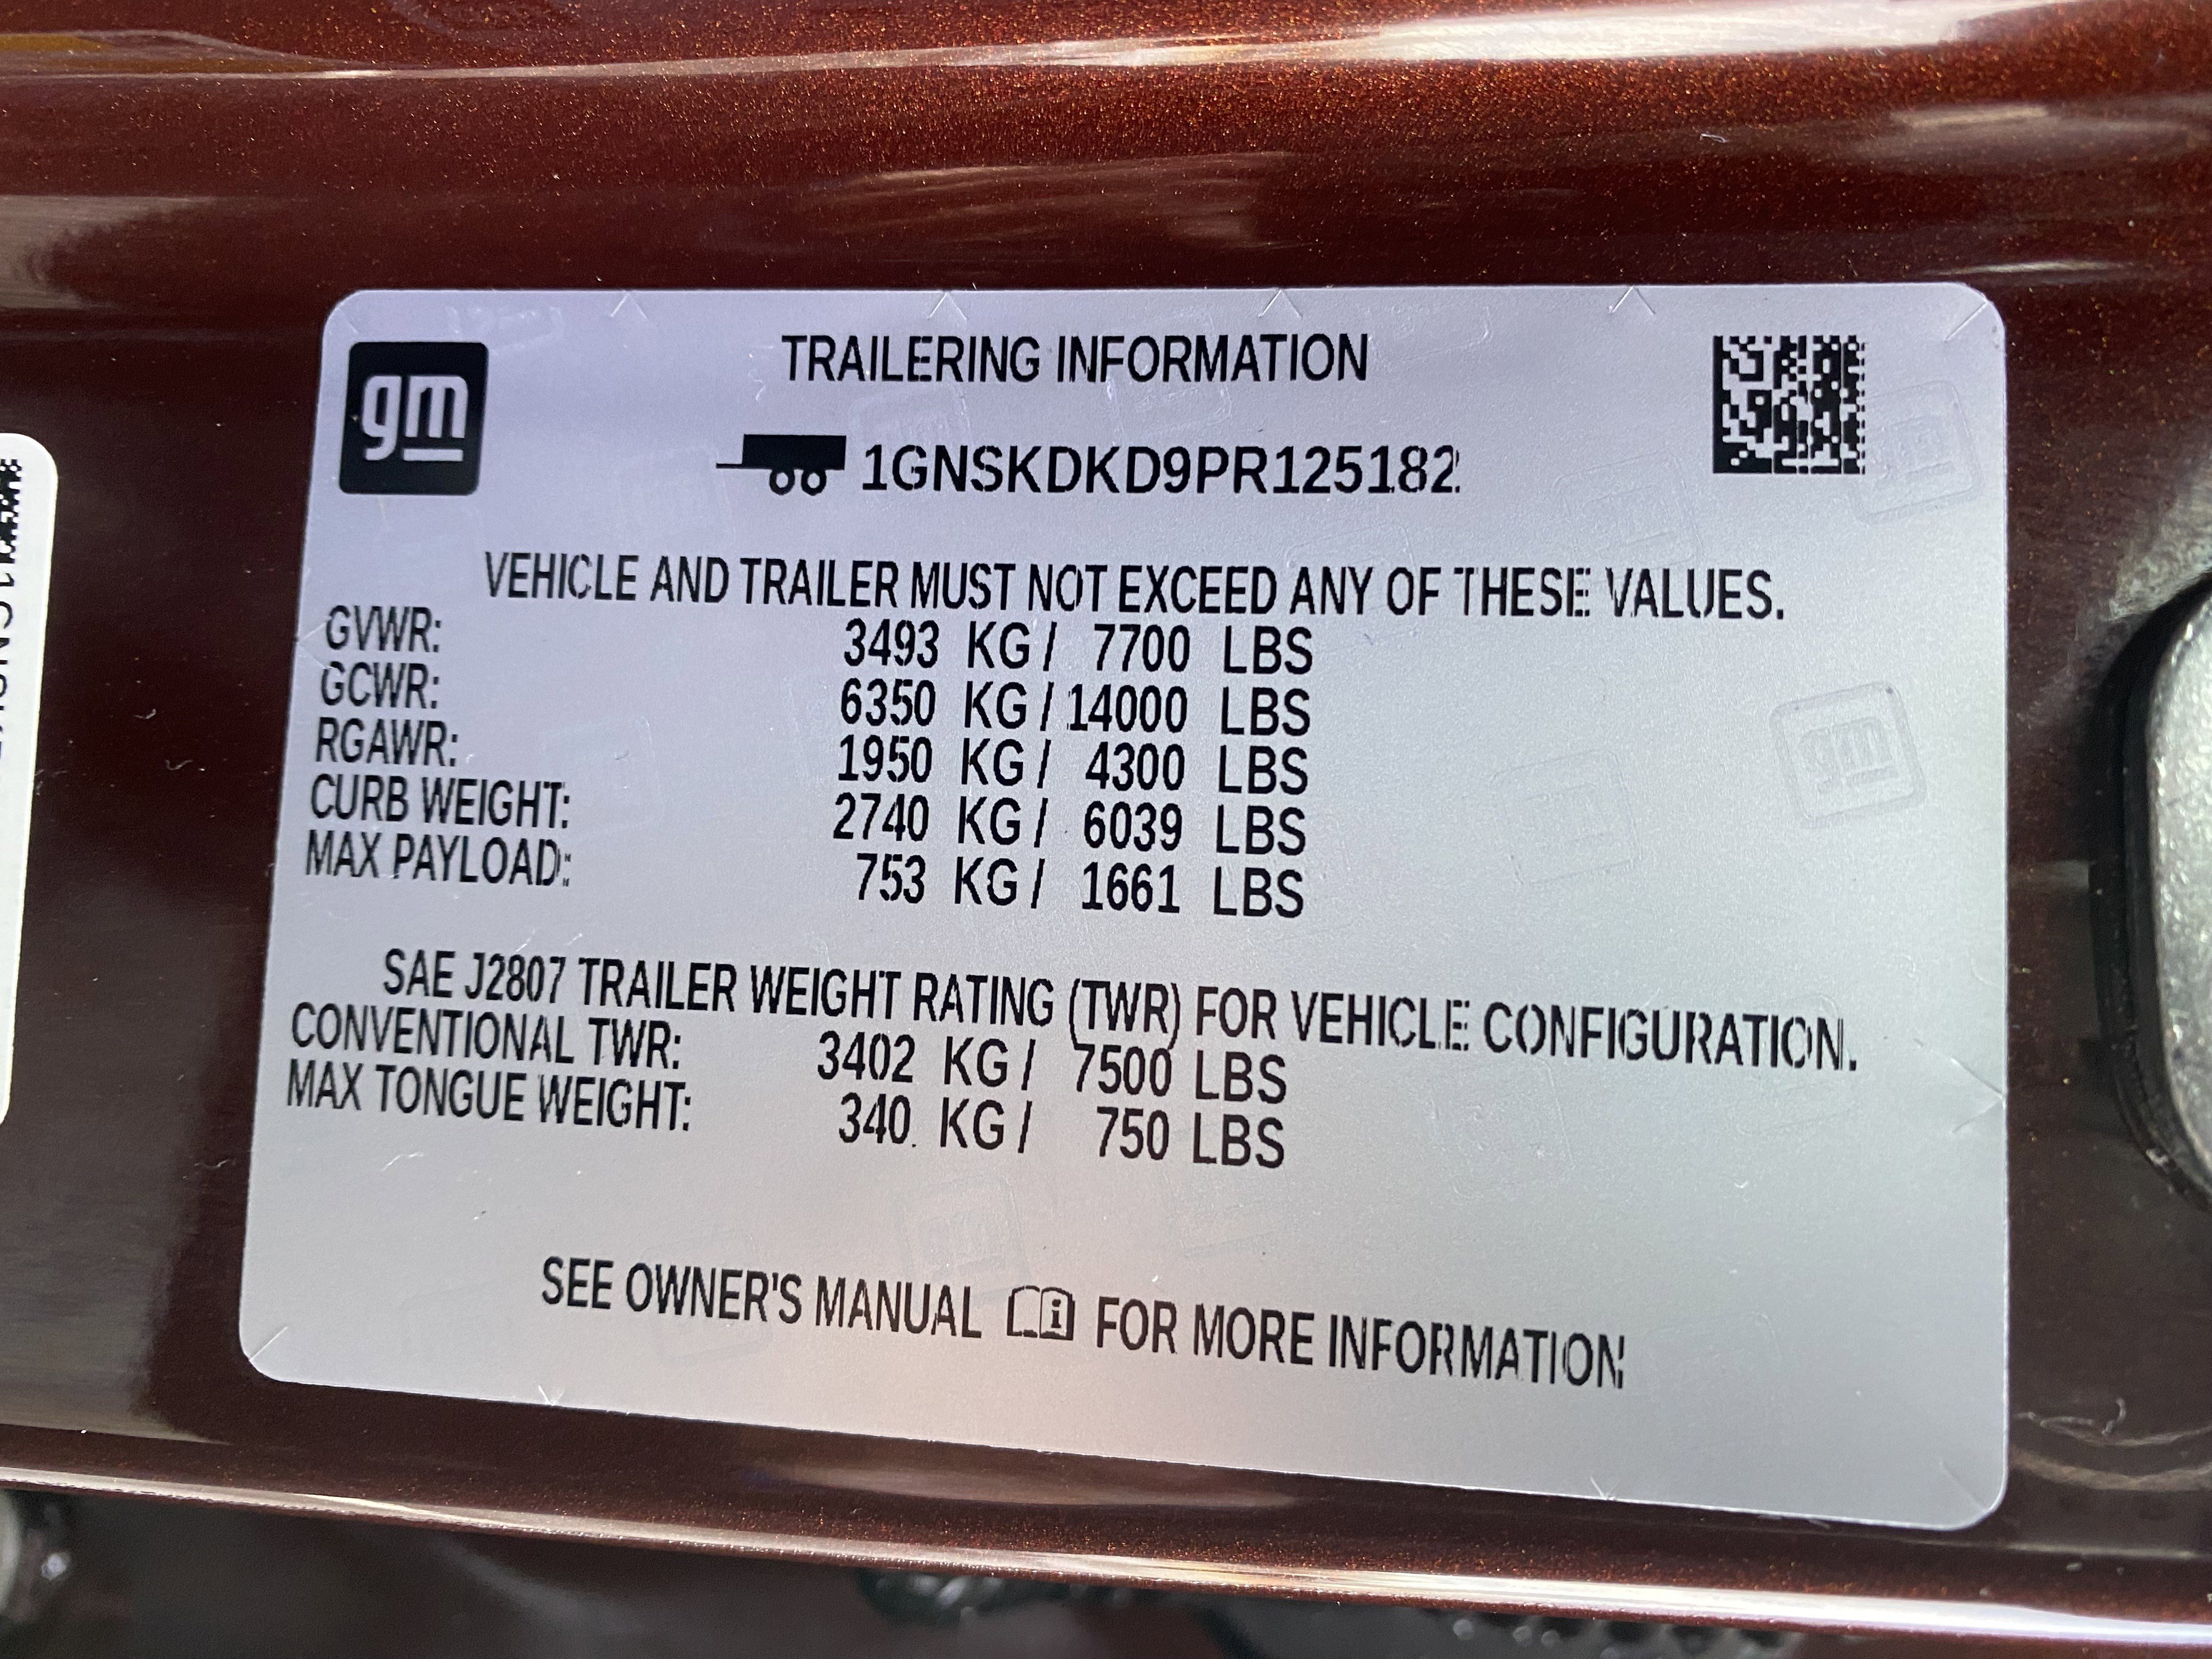 gm
TRAILERING INFORMATION
1GNSKDKD9PR125182
VEHICLE AND TRAILER MUST NOT EXCEED ANY OF THESE VALUES.
GVWR: 3493 KG / 7700 LBS
GCWR: 6350 KG / 14000 LBS
RGAWR: 1950 KG / 4300 LBS
CURB WEIGHT: 2740 KG / 6039 LBS
MAX PAYLOAD: 753 KG / 1661 LBS
SAE J2807 TRAILER WEIGHT RATING (TWR) FOR VEHICLE CONFIGURATION.
CONVENTIONAL TWR: 3402 KG / 7500 LBS
MAX TONGUE WEIGHT: 340 KG / 750 LBS
SEE OWNER'S MANUAL FOR MORE INFORMATION